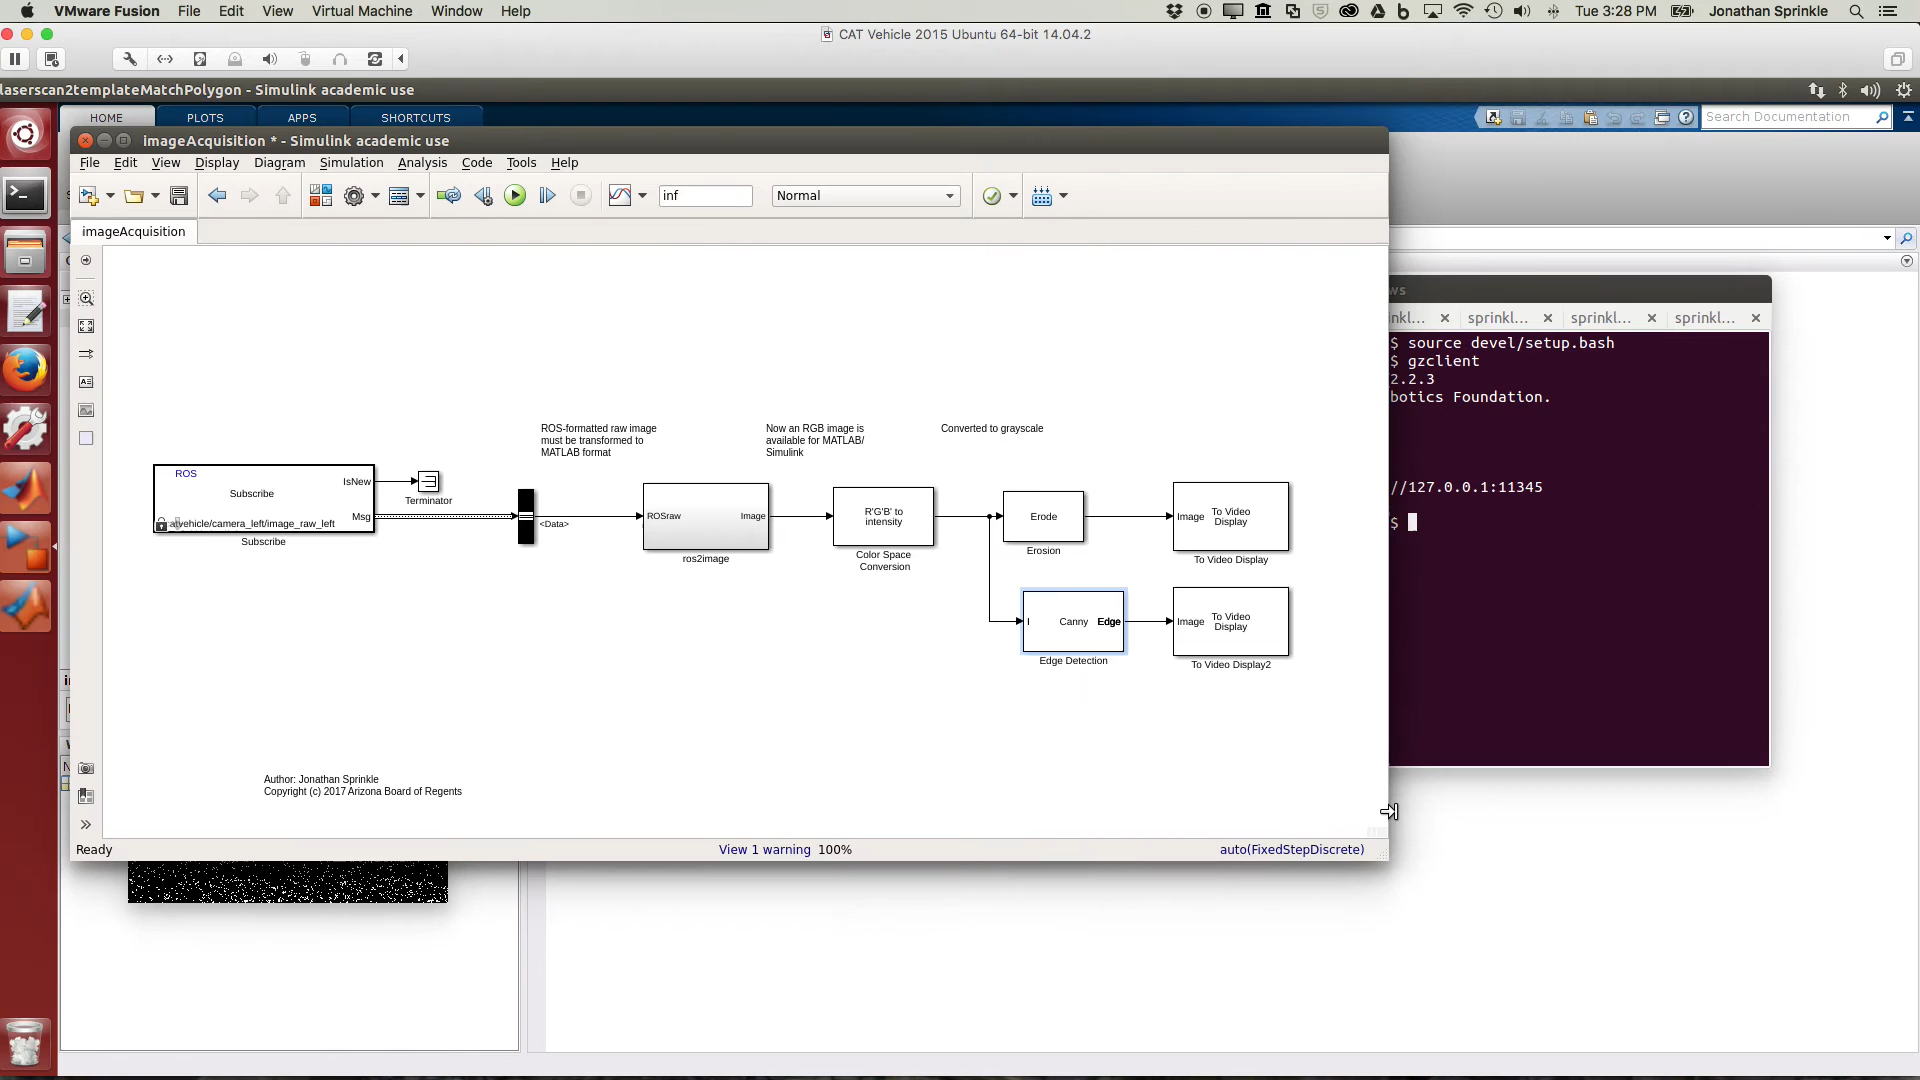 VMware Fusion File Edit View Virtual Machine Window Help Tue 3:28 PM Jonathan Sprinkle
CAT Vehicle 2015 Ubuntu 64-bit 14.04.2
laserscan2templateMatchPolygon - Simulink academic use
HOME PLOTS APPS SHORTCUTS Search Documentation
imageAcquisition * - Simulink academic use
File Edit View Display Diagram Simulation Analysis Code Tools Help
inf Normal
imageAcquisition
ROS-formatted raw image
must be transformed to
MATLAB format
Now an RGB image is
available for MATLAB/
Simulink
Converted to grayscale
ROS
Subscribe
IsNew
Msg
Subscribe
Terminator
<Data>
ROSraw Image
ros2image
R'G'B' to
intensity
Color Space
Conversion
Erode
Erosion
Image To Video
Display
To Video Display
I Canny Edge
Edge Detection
Image To Video
Display
To Video Display2
Author: Jonathan Sprinkle
Copyright (c) 2017 Arizona Board of Regents
Ready View 1 warning 100% auto(FixedStepDiscrete)
ws
inkl... sprinkl... sprinkl... sprinkl...
$ source devel/setup.bash
$ gzclient
2.2.3
botics Foundation.
//127.0.0.1:11345
$